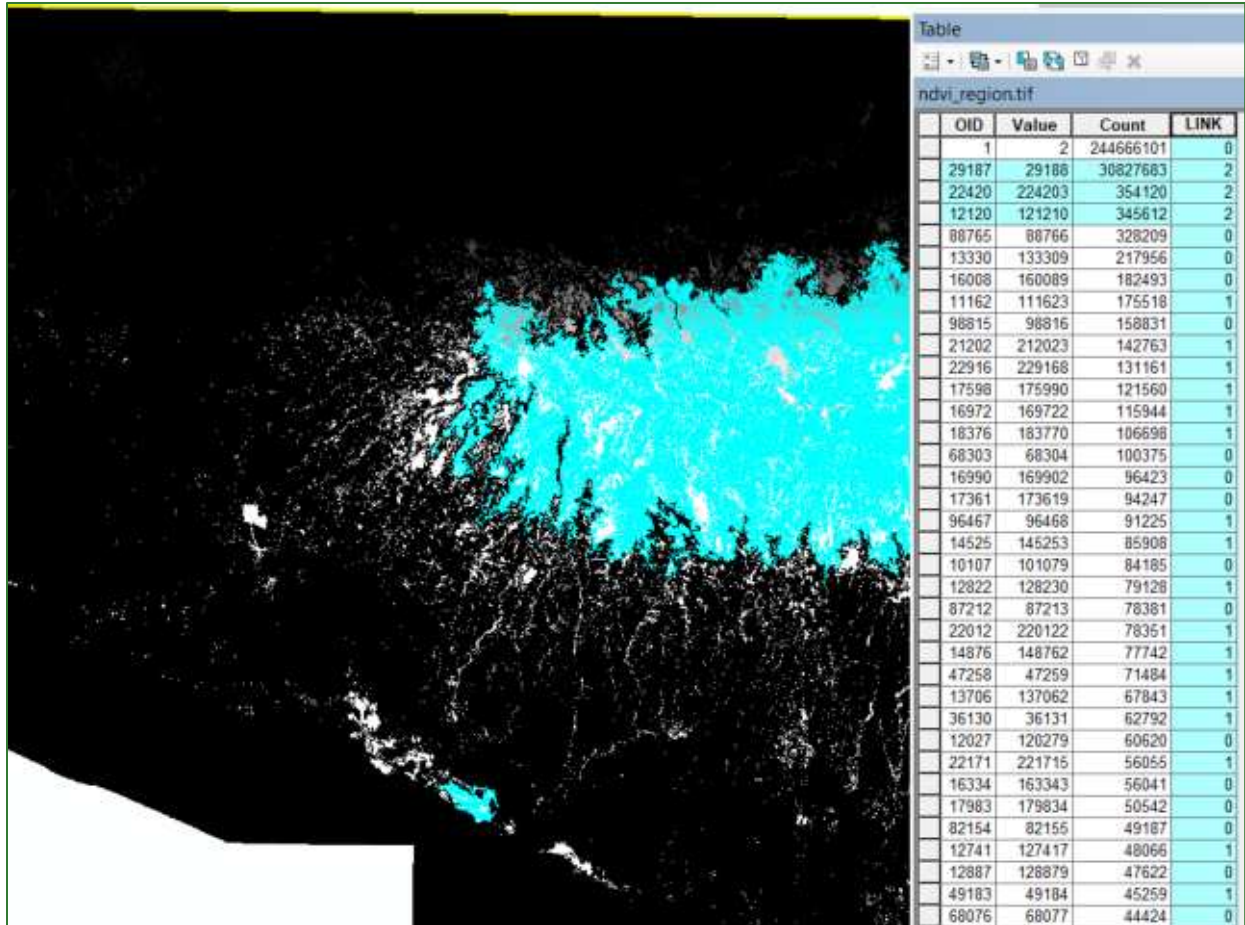 Table
ndvi_region.tif
OID Value Count LINK
1 2 244666101 0
29187 29188 30827683 2
22420 224203 354120 2
12120 121210 345612 2
88765 88766 328209 0
13330 133309 217956 0
16008 160089 182493 0
11162 111623 175518 1
98815 98816 158831 0
21202 212023 142763 1
22916 229168 131161 1
17598 175990 121560 1
16972 169722 115944 1
18376 183770 106698 1
68303 68304 100375 0
16990 169902 96423 0
17361 173619 94247 0
96467 96468 91225 1
14525 145253 85908 1
10107 101079 84185 0
12822 128230 79128 1
87212 87213 78381 0
22012 220122 78351 1
14876 148762 77742 1
47258 47259 71484 1
13706 137062 67843 1
36130 36131 62792 1
12027 120279 60620 0
22171 221715 56055 1
16334 163343 56041 0
17983 179834 50542 0
82154 82155 49187 0
12741 127417 48066 1
12887 128879 47622 0
49183 49184 45259 1
68076 68077 44424 0